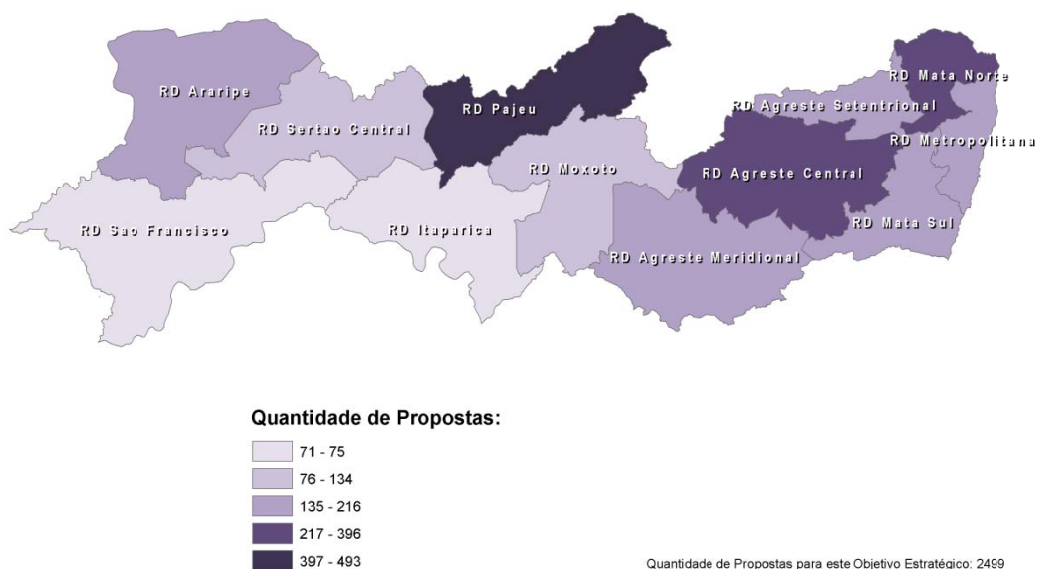 RD Mata Norte
RD Araripe
RD Pajeu
RD Agreste Setentrional
RD Sertao Central
RD Metropolitana
RD Moxoto
RD Agreste Central
RD Sao Francisco
RD Itaparica
RD Mata Sul
RD Agreste Meridional
Quantidade de Propostas:
71 - 75
76 - 134
135 - 216
217 - 396
397 - 493
Quantidade de Propostas para este Objetivo Estratégico: 2499